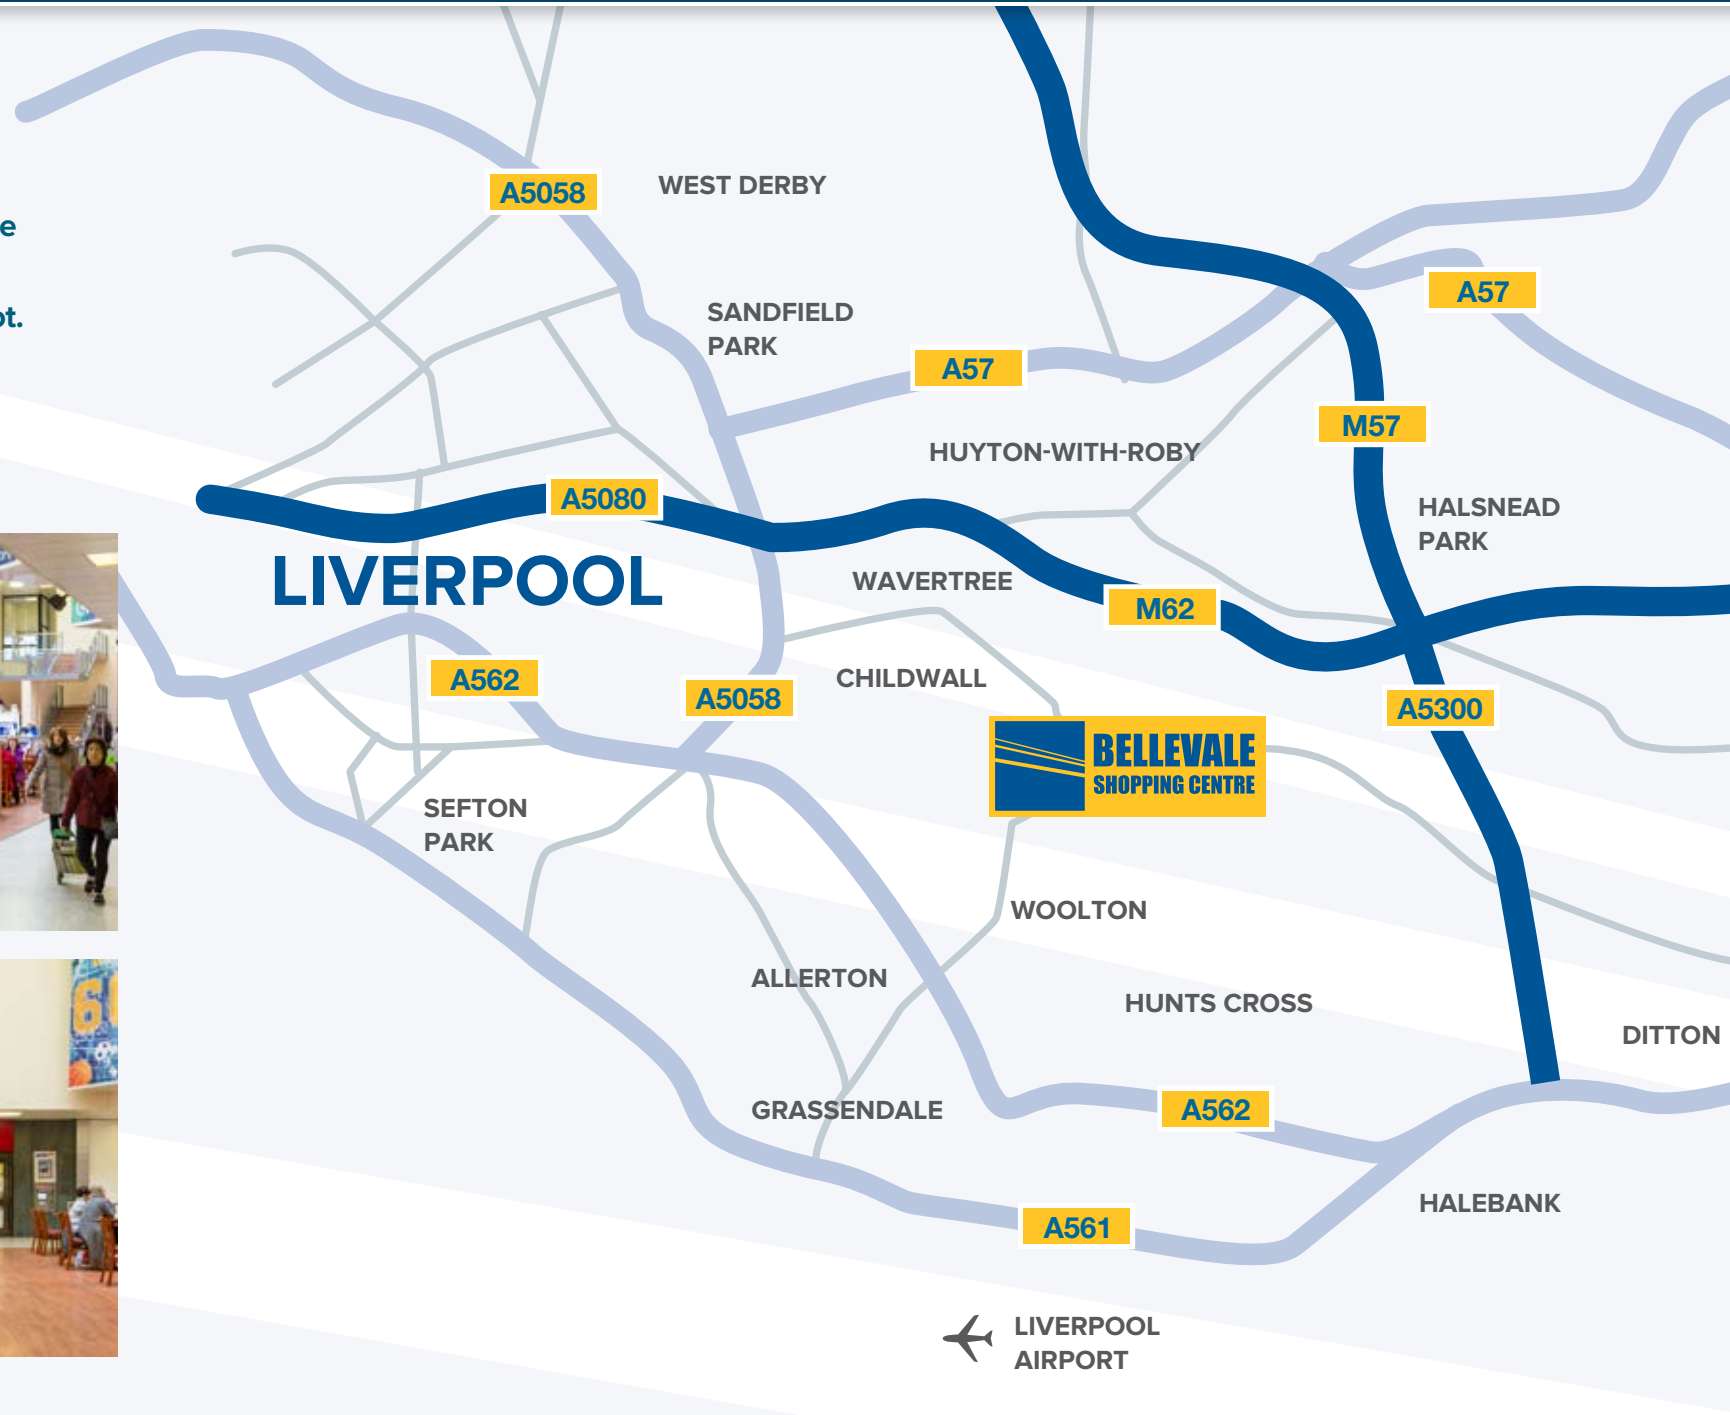 A5058
WEST DERBY
A57
SANDFIELD
PARK
A57
M57
HUYTON-WITH-ROBY
A5080
HALSNEAD
PARK
LIVERPOOL
WAVERTREE
M62
A562
CHILDWALL
A5058
A5300
BELLEVALE
SHOPPING CENTRE
SEFTON
PARK
WOOLTON
ALLERTON
HUNTS CROSS
DITTON
GRASSENDALE
A562
HALEBANK
A561
LIVERPOOL
AIRPORT